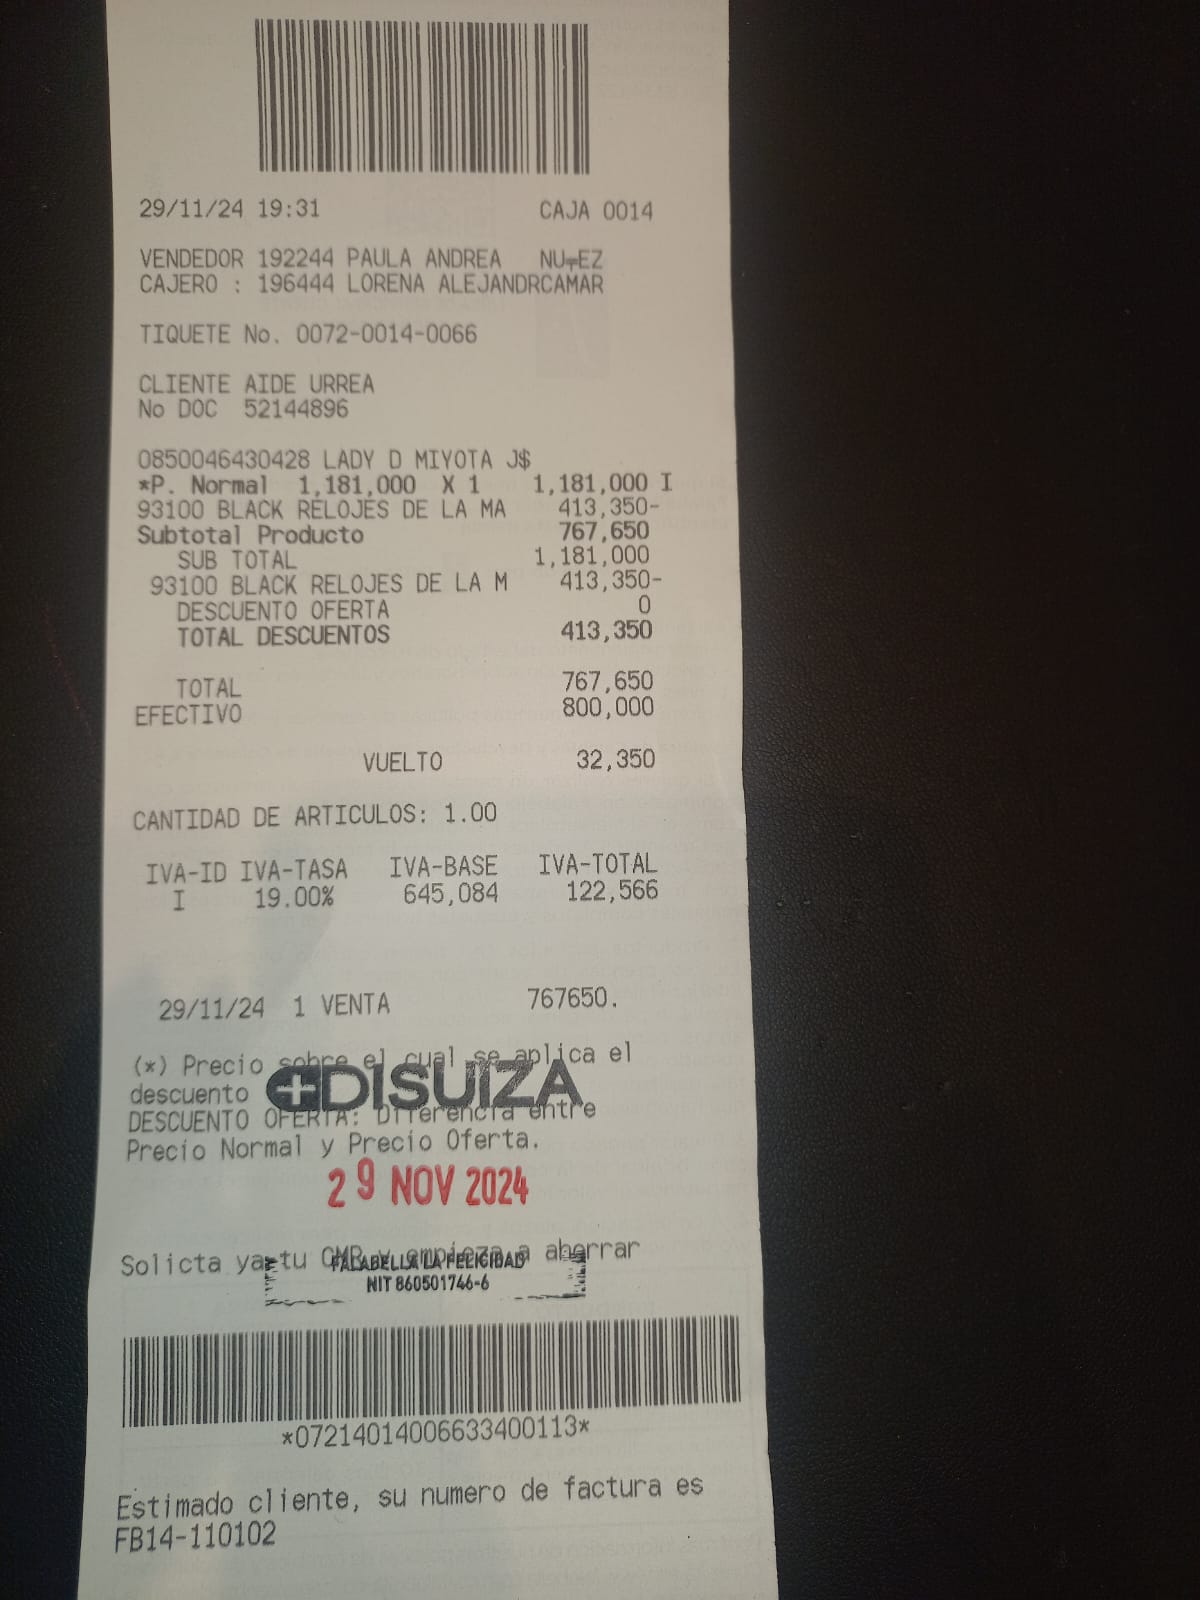 29/11/24 19:31 CAJA 0014
VENDEDOR 192244 PAULA ANDREA NU┬EZ
CAJERO : 196444 LORENA ALEJANDRCAMAR
TIQUETE No. 0072-0014-0066
CLIENTE AIDE URREA
No DOC 52144896
0850046430428 LADY D MIYOTA J$
*P. Normal 1,181,000 X 1 1,181,000 I
93100 BLACK RELOJES DE LA MA 413,350-
Subtotal Producto 767,650
SUB TOTAL 1,181,000
93100 BLACK RELOJES DE LA M 413,350-
DESCUENTO OFERTA 0
TOTAL DESCUENTOS 413,350
TOTAL 767,650
EFECTIVO 800,000
VUELTO 32,350
CANTIDAD DE ARTICULOS: 1.00
IVA-ID IVA-TASA IVA-BASE IVA-TOTAL
I 19.00% 645,084 122,566
29/11/24 1 VENTA 767650.
(*) Precio sobre el cual se aplica el
descuento
DISUIZA
DESCUENTO OFERTA: Diferencia entre
Precio Normal y Precio Oferta.
29 NOV 2024
Solicta ya tu CMR y empieza a ahorrar
FALABELLA LA FELICIDAD
NIT 860501746-6
*07214014006633400113*
Estimado cliente, su numero de factura es
FB14-110102